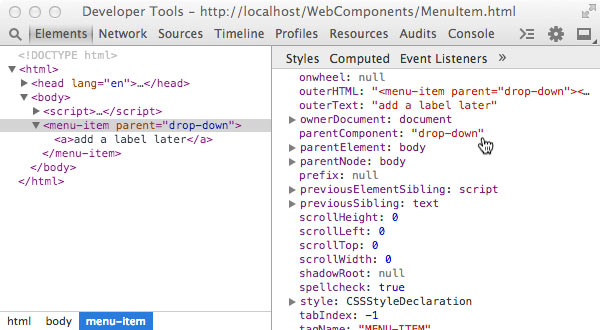 Developer Tools – http://localhost/WebComponents/MenuItem.html
Elements Network Sources Timeline Profiles Resources Audits Console
<!DOCTYPE html>
<html>
<head lang="en">…</head>
<body>
<script>…</script>
<menu-item parent="drop-down">
<a>add a label later</a>
</menu-item>
</body>
</html>
html body menu-item
Styles Computed Event Listeners »
onwheel: null
outerHTML: "<menu-item parent="drop-down"><…
outerText: "add a label later"
ownerDocument: document
parentComponent: "drop-down"
parentElement: body
parentNode: body
prefix: null
previousElementSibling: script
previousSibling: text
scrollHeight: 0
scrollLeft: 0
scrollTop: 0
scrollWidth: 0
shadowRoot: null
spellcheck: true
style: CSSStyleDeclaration
tabIndex: -1
tagName: "MENU-ITEM"